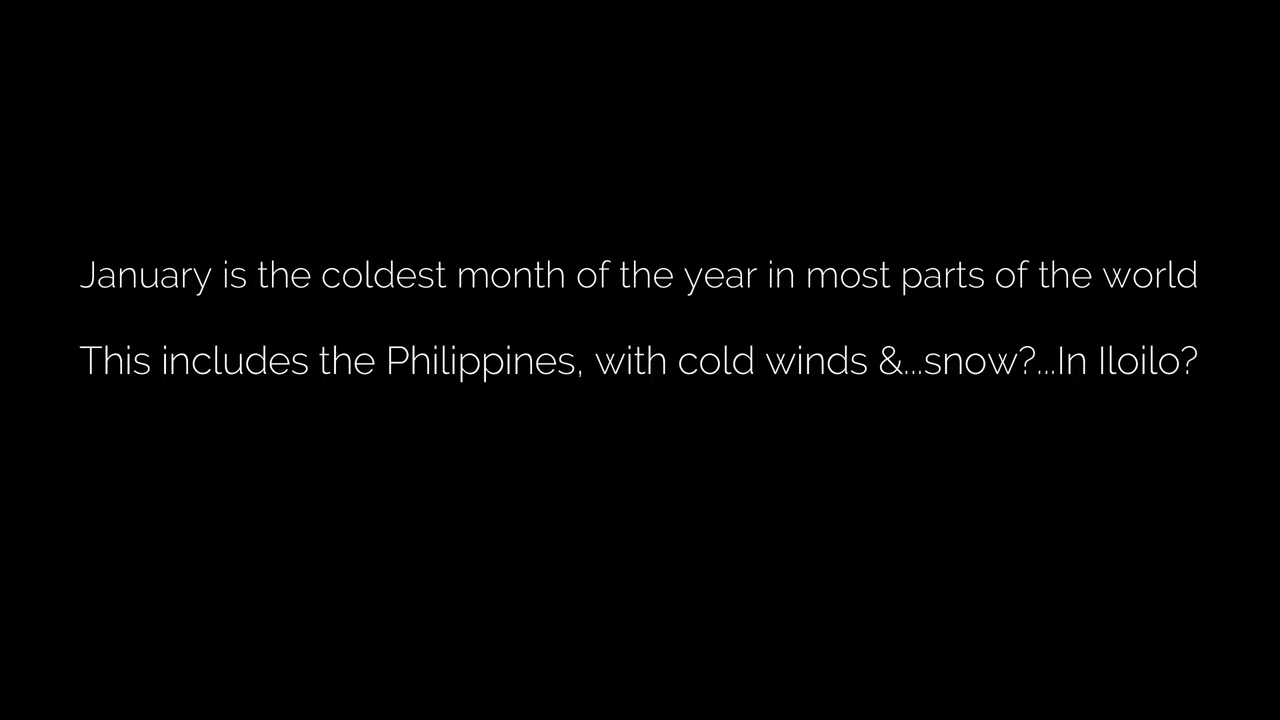 January is the coldest month of the year in most parts of the world
This includes the Philippines, with cold winds &...snow?...In Iloilo?